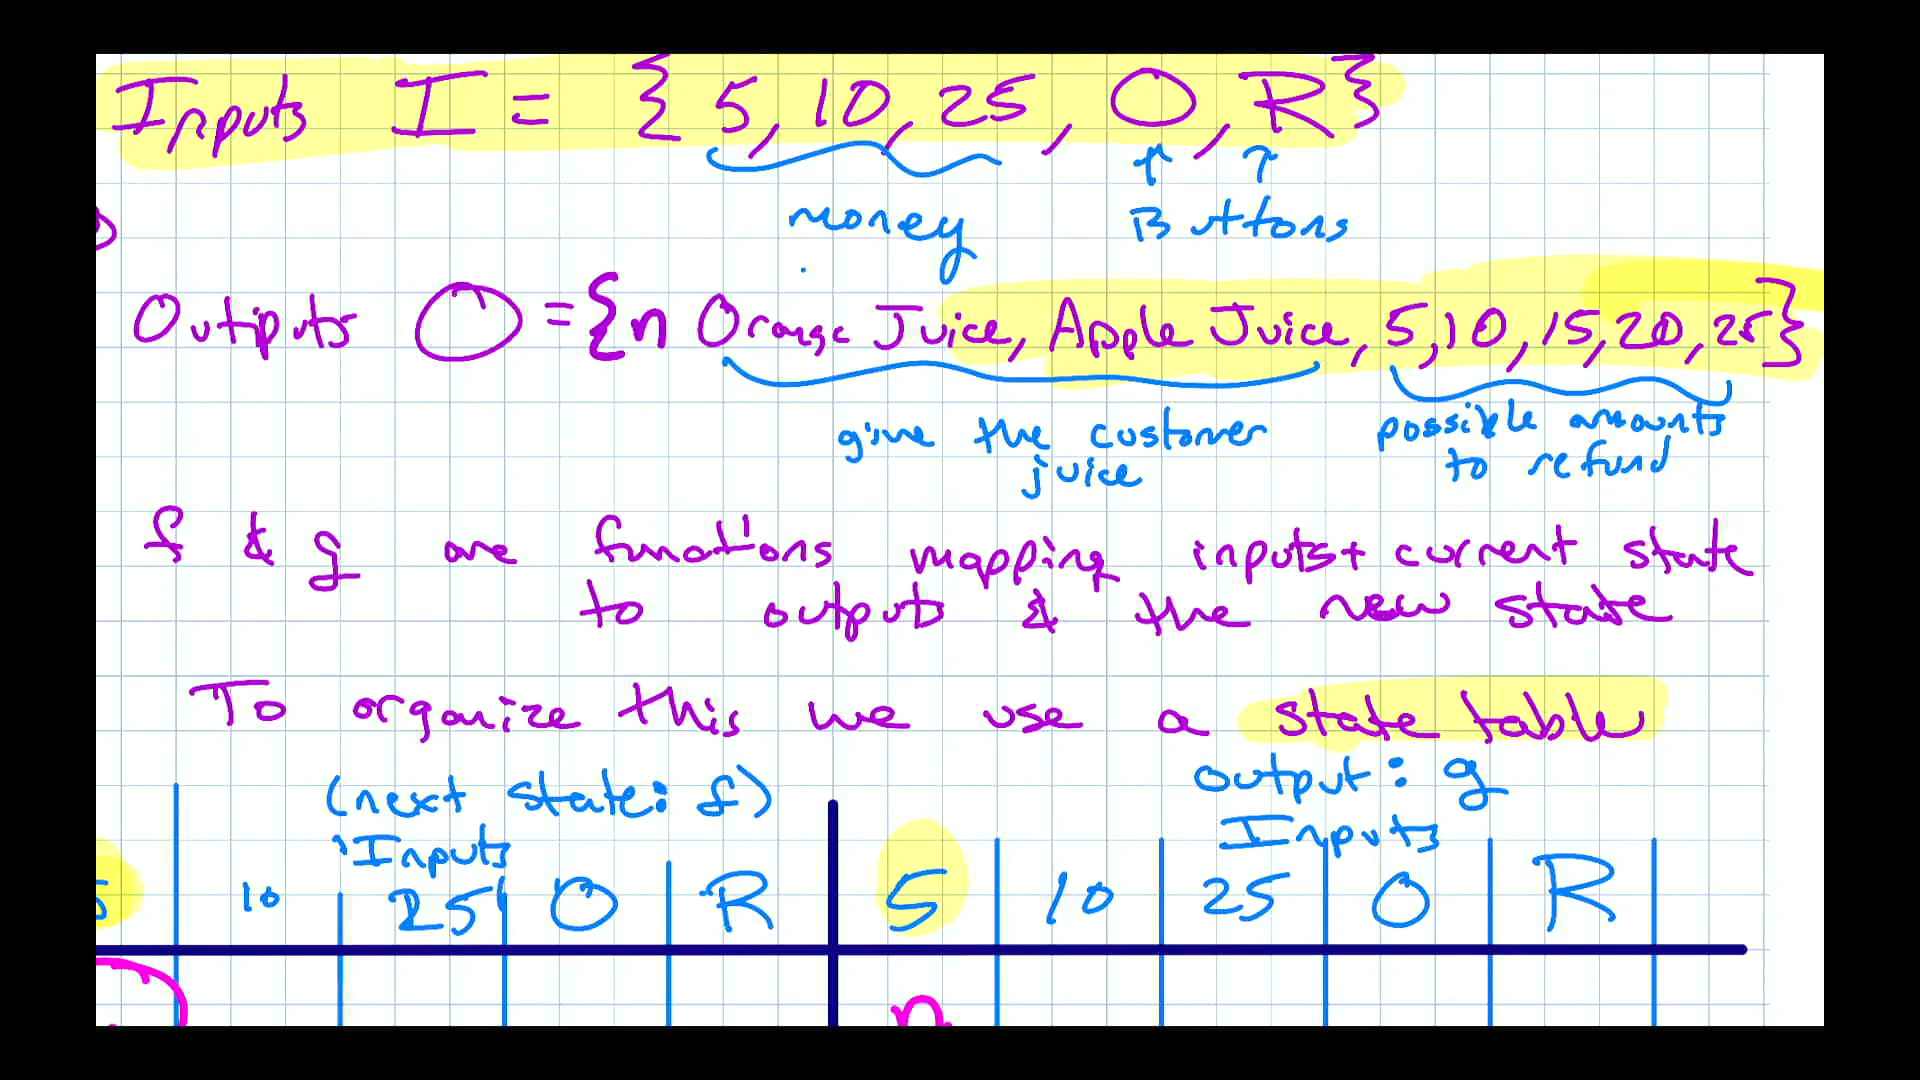 Inputs I = { 5, 10, 25, O, R }
money Buttons
Outputs O = { n Orange Juice, Apple Juice, 5, 10, 15, 20, 25 }
give the customer juice
possible amounts to refund
f & g are functions mapping inputs + current state
to outputs & the new state
To organize this we use a state table
(next state: f) output: g
Inputs Inputs
5 10 25 O R 5 10 25 O R
n